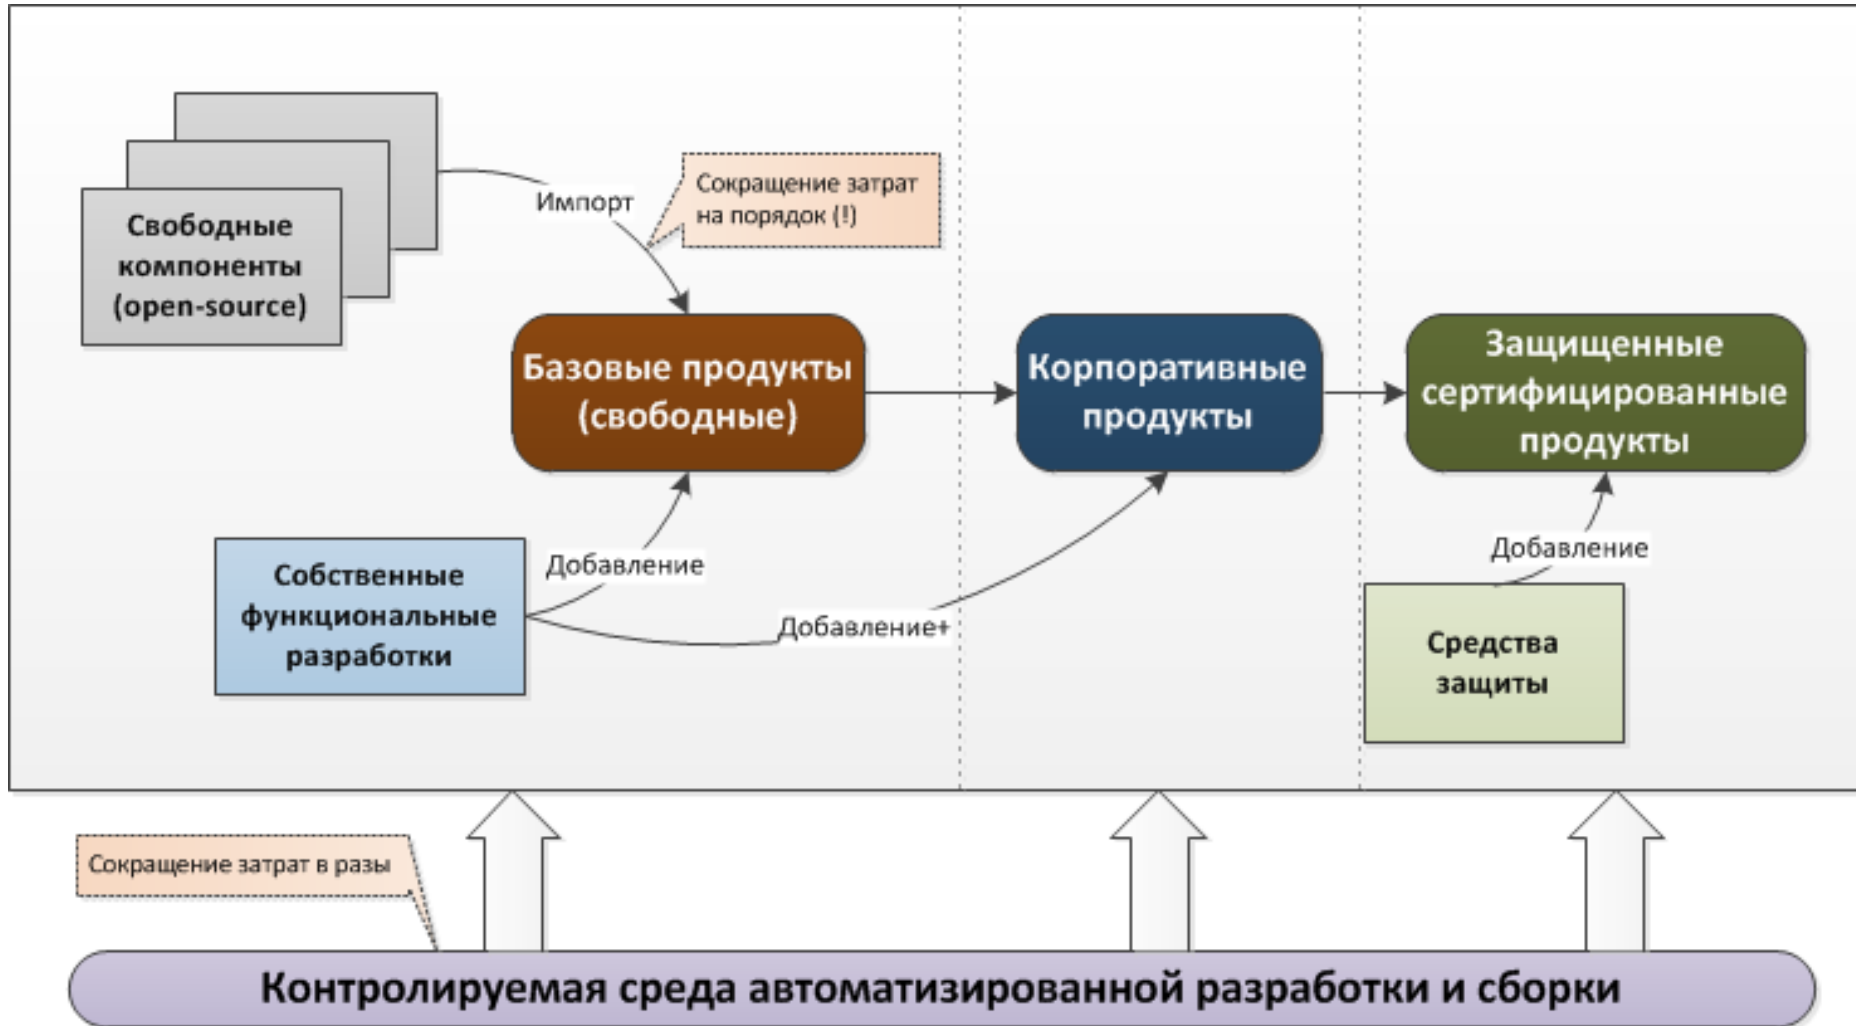 Свободные
компоненты
(open-source)
Импорт
Сокращение затрат
на порядок (!)
Базовые продукты
(свободные)
Корпоративные
продукты
Защищенные
сертифицированные
продукты
Собственные
функциональные
разработки
Добавление
Добавление+
Добавление
Средства
защиты
Сокращение затрат в разы
Контролируемая среда автоматизированной разработки и сборки